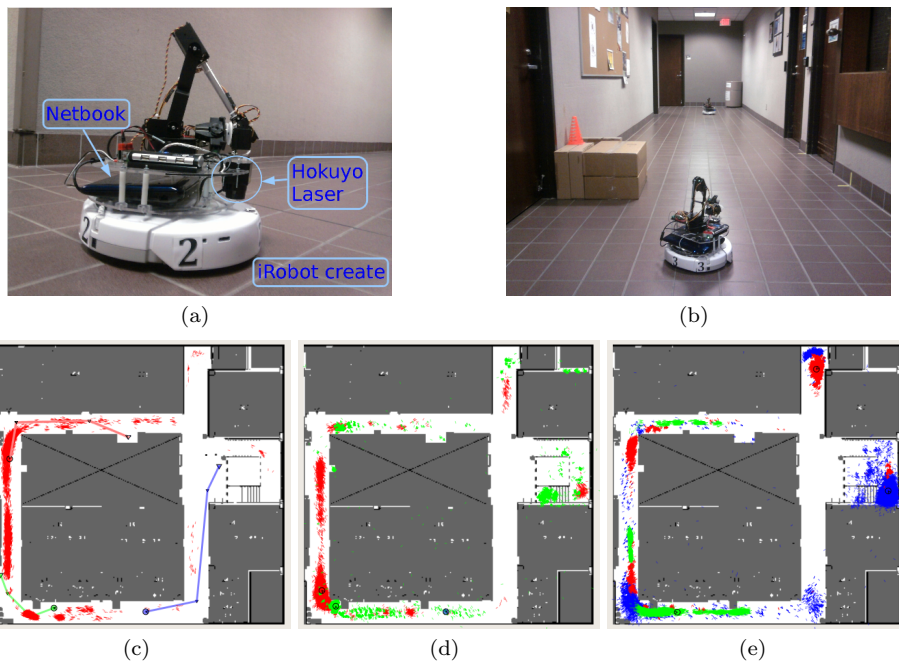 Netbook
Hokuyo
Laser
2
2
iRobot create
3
3
(a)
(b)
(c)
(d)
(e)